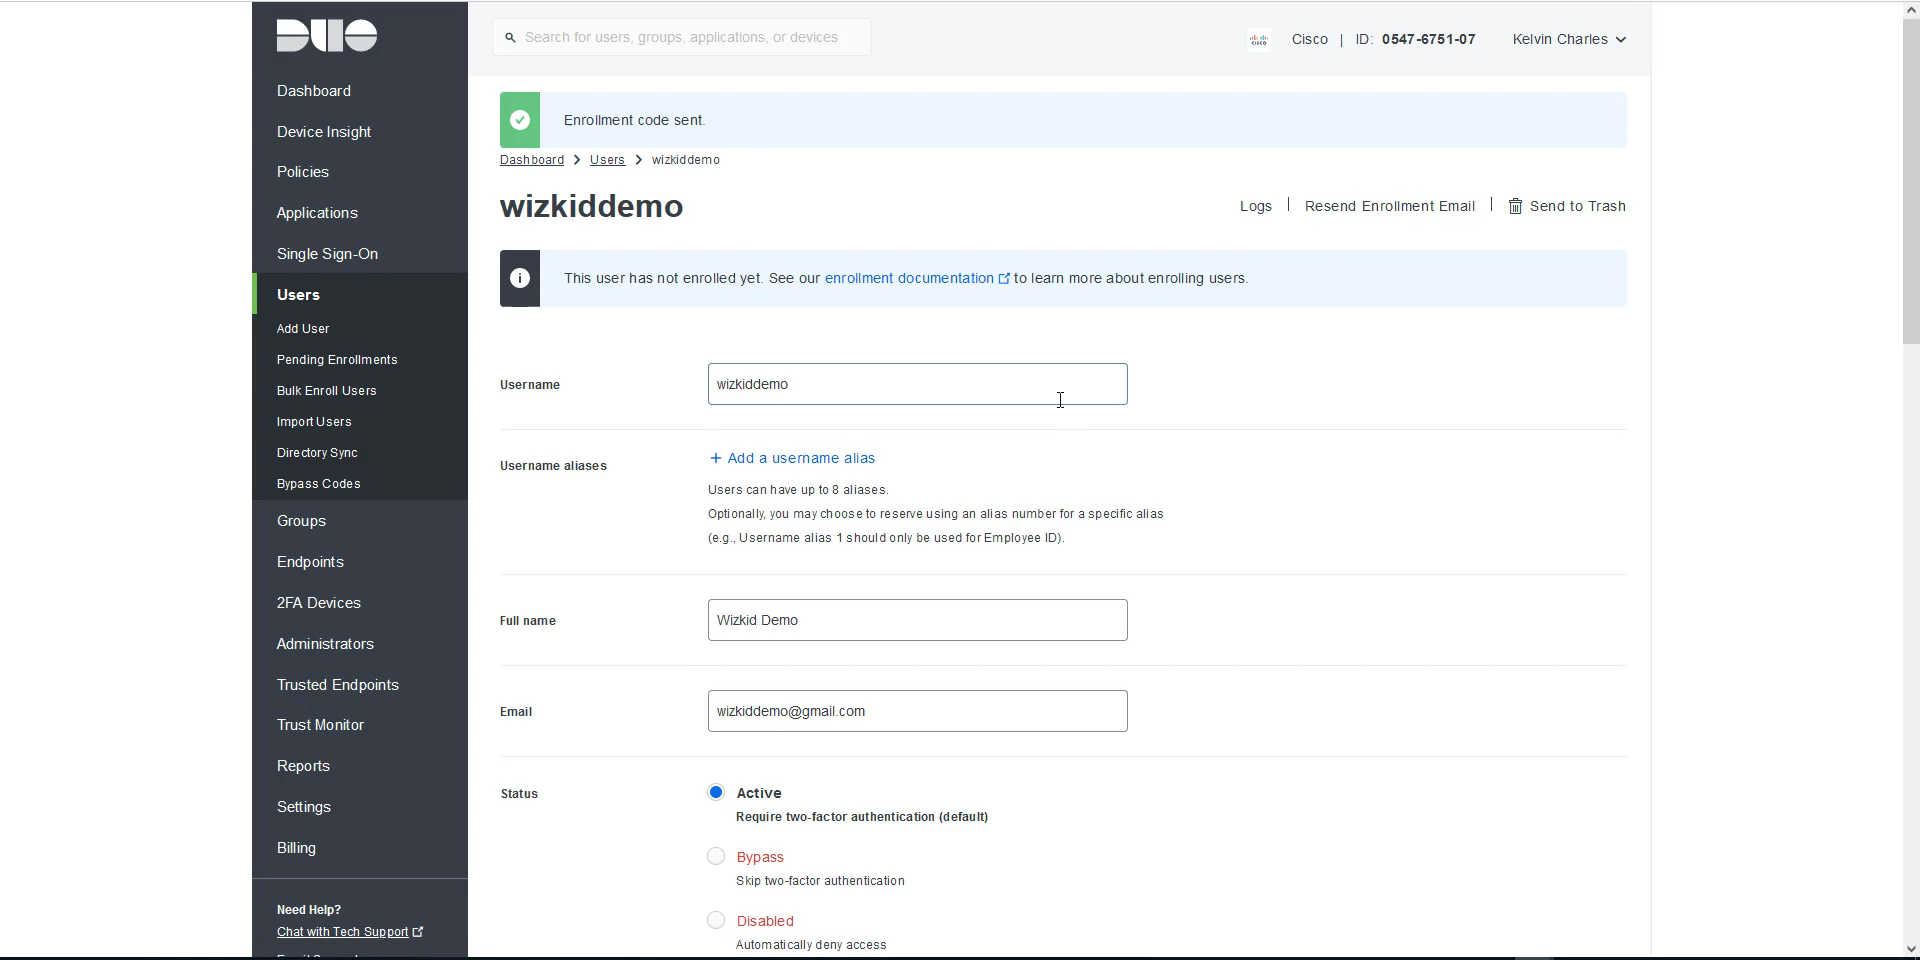 DUO
Search for users, groups, applications, or devices
CISCO
Cisco | ID: 0547-6751-07
Kelvin Charles
Dashboard
Device Insight
Policies
Applications
Single Sign-On
Users
Add User
Pending Enrollments
Bulk Enroll Users
Import Users
Directory Sync
Bypass Codes
Groups
Endpoints
2FA Devices
Administrators
Trusted Endpoints
Trust Monitor
Reports
Settings
Billing
Need Help?
Chat with Tech Support
Enrollment code sent.
Dashboard > Users > wizkiddemo
wizkiddemo
Logs | Resend Enrollment Email | Send to Trash
This user has not enrolled yet. See our enrollment documentation to learn more about enrolling users.
Username
wizkiddemo
Username aliases
+ Add a username alias
Users can have up to 8 aliases.
Optionally, you may choose to reserve using an alias number for a specific alias
(e.g., Username alias 1 should only be used for Employee ID).
Full name
Wizkid Demo
Email
wizkiddemo@gmail.com
Status
Active
Require two-factor authentication (default)
Bypass
Skip two-factor authentication
Disabled
Automatically deny access